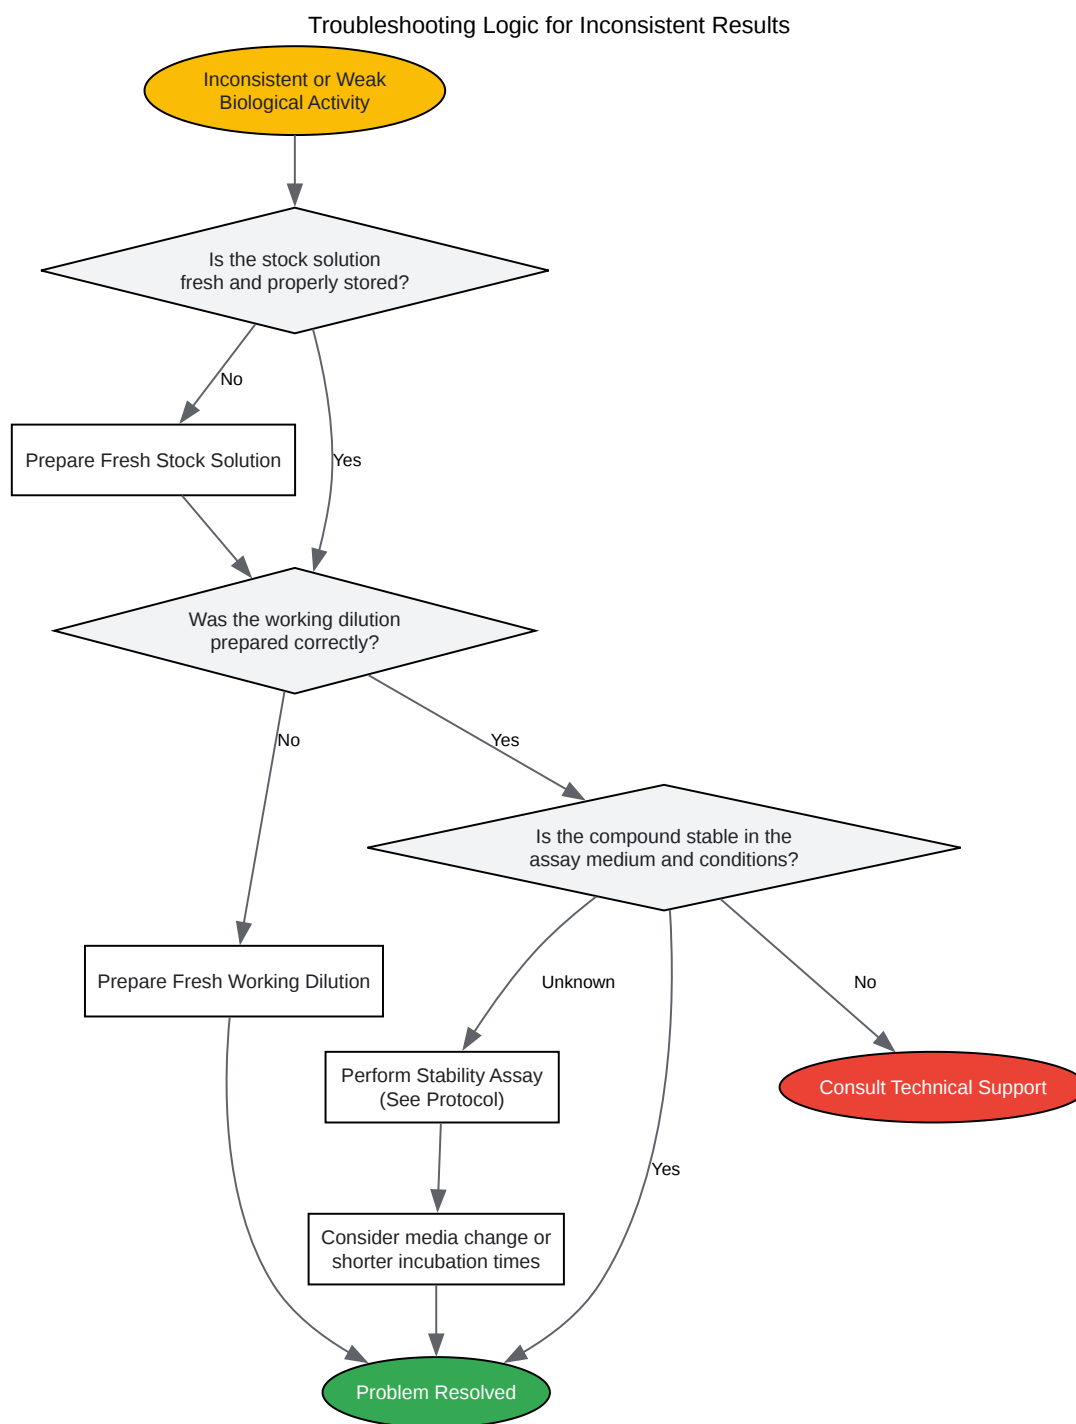 Troubleshooting Logic for Inconsistent Results
Inconsistent or Weak
Biological Activity
Is the stock solution
fresh and properly stored?
No
Prepare Fresh Stock Solution
Yes
Was the working dilution
prepared correctly?
No
Yes
Is the compound stable in the
assay medium and conditions?
Prepare Fresh Working Dilution
Unknown
No
Perform Stability Assay
(See Protocol)
Consult Technical Support
Yes
Consider media change or
shorter incubation times
Problem Resolved